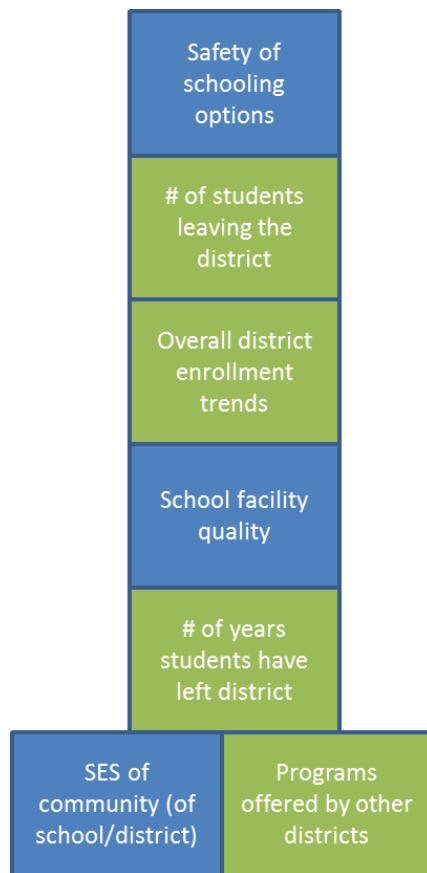 Safety of
schooling
options
# of students
leaving the
district
Overall district
enrollment
trends
School facility
quality
# of years
students have
left district
SES of
community (of
school/district)
Programs
offered by other
districts